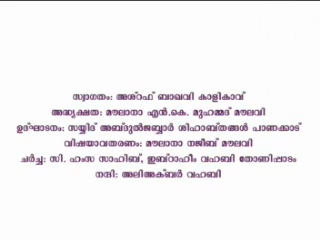 സ്വാഗതം: അശ്റഫ് ബാഖവി കാളികാവ്
അദ്ധ്യക്ഷത: മൗലാനാ എൻ.കെ. മുഹമ്മദ് മൗലവി
ഉദ്ഘാടനം: സയ്യിദ് അബ്ദുൽജബ്ബാർ ശിഹാബ്തങ്ങൾ പാണക്കാട്
വിഷയാവതരണം: മൗലാനാ നജീബ് മൗലവി
ചർച്ച: സി. ഹംസ സാഹിബ്, ഇബ്റാഹീം വഹബി തോണിപ്പാടം
നന്ദി: അലിഅക്ബർ വഹബി